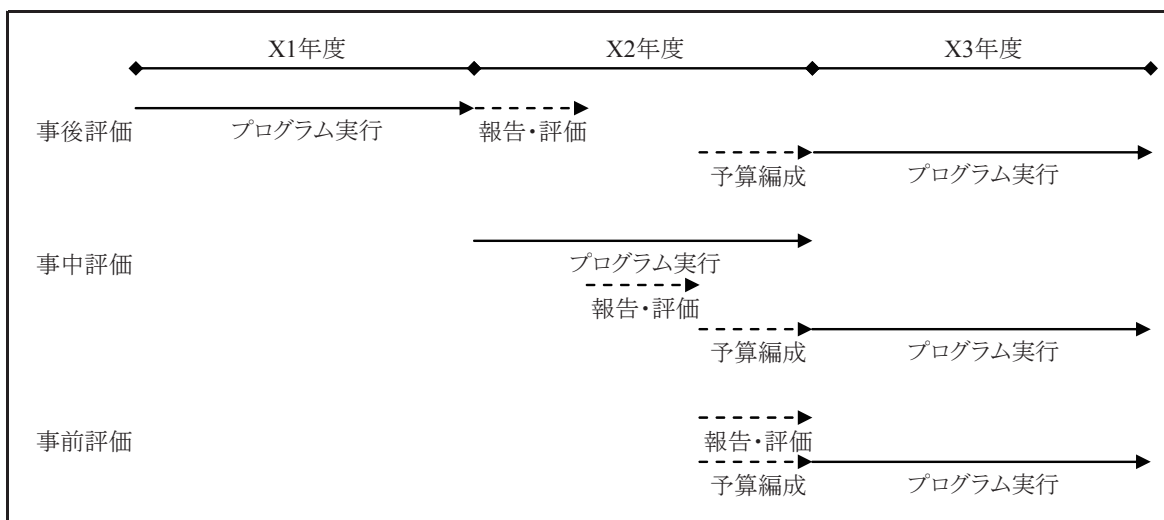 X1年度 X2年度 X3年度
事後評価 プログラム実行 報告・評価
予算編成 プログラム実行
事中評価 プログラム実行
報告・評価
予算編成 プログラム実行
事前評価 報告・評価
予算編成 プログラム実行